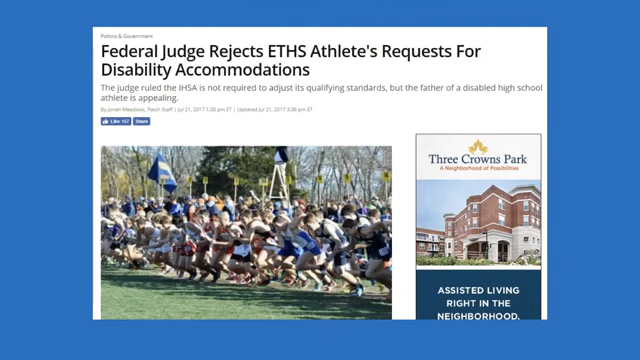 Politics & Government
Federal Judge Rejects ETHS Athlete's Requests For
Disability Accommodations
The judge ruled the IHSA is not required to adjust its qualifying standards, but the father of a disabled high school
athlete is appealing.
By Jonah Meadows, Patch Staff | Jul 21, 2017 1:20 pm ET | Updated Jul 21, 2017 3:06 pm ET
Like 157 Share
Three Crowns Park
A Neighborhood of Possibilities
ASSISTED LIVING
RIGHT IN THE
NEIGHBORHOOD.